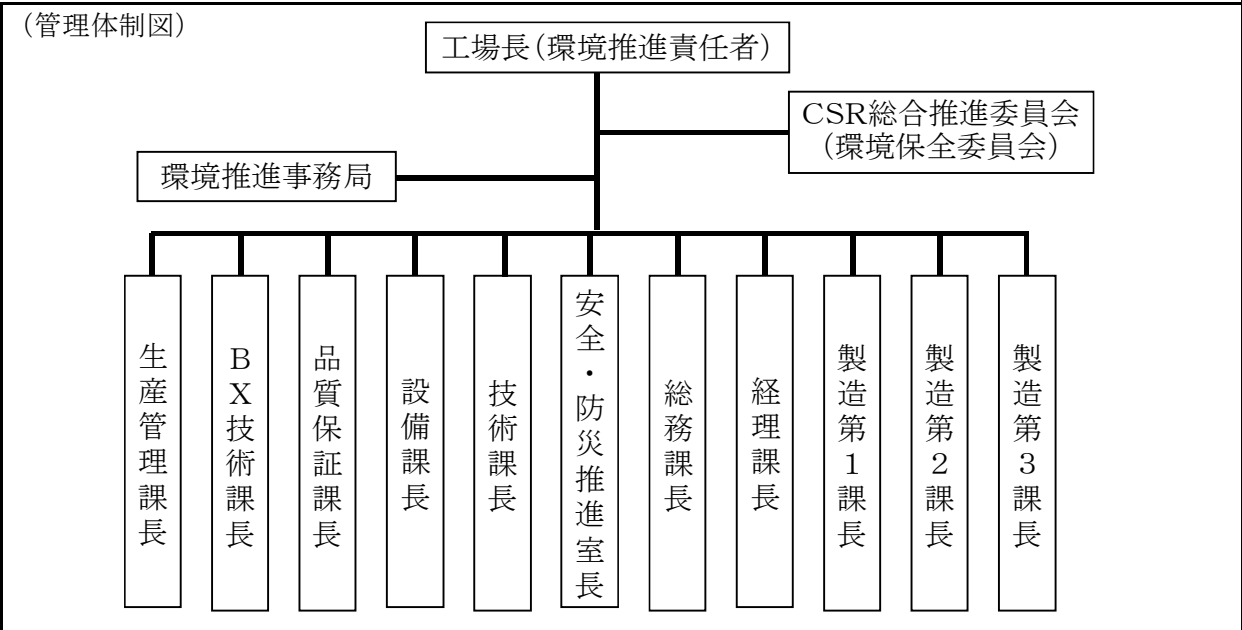 (管理体制図)
工場長(環境推進責任者)
CSR総合推進委員会
(環境保全委員会)
環境推進事務局
生産管理課長
BX技術課長
品質保証課長
設備課長
技術課長
安全・防災推進室長
総務課長
経理課長
製造第1課長
製造第2課長
製造第3課長